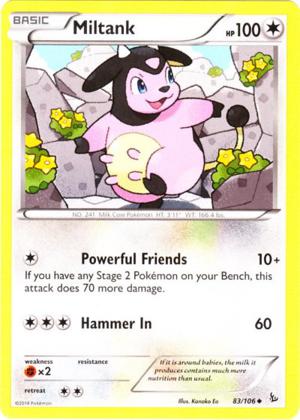 BASIC
Miltank HP 100
NO. 241 Milk Cow Pokémon HT: 3'11" WT: 166.4 lbs.
Powerful Friends 10+
If you have any Stage 2 Pokémon on your Bench, this
attack does 70 more damage.
Hammer In 60
weakness resistance
×2
If it is around babies, the milk it
produces contains much more
nutrition than usual.
retreat
©2014 Pokémon
Illus. Kanako Eo 83/106